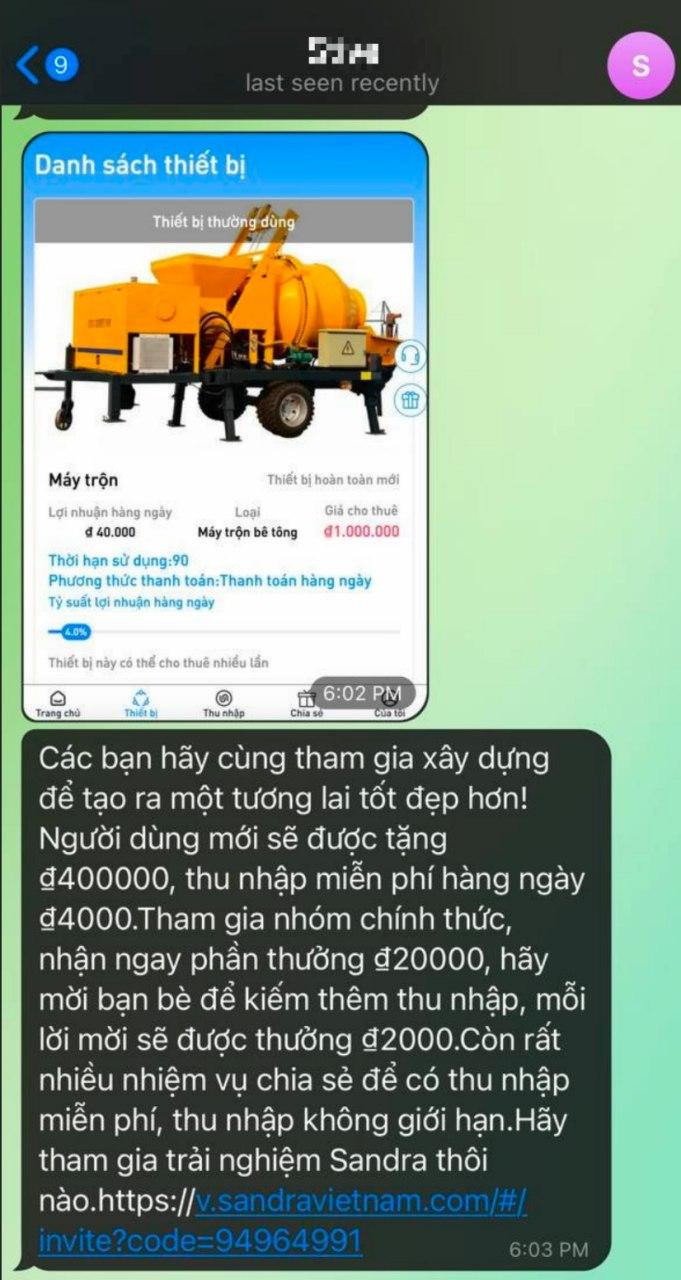 9
last seen recently
S
Danh sách thiết bị
Thiết bị thường dùng
Máy trộn
Thiết bị hoàn toàn mới
Lợi nhuận hàng ngày
Loại
Giá cho thuê
₫ 40.000
Máy trộn bê tông
₫1.000.000
Thời hạn sử dụng:90
Phương thức thanh toán:Thanh toán hàng ngày
Tỷ suất lợi nhuận hàng ngày
4.0%
Thiết bị này có thể cho thuê nhiều lần
6:02 PM
Trang chủ
Thiết bị
Thu nhập
Chia sẻ
Của tôi
Các bạn hãy cùng tham gia xây dựng
để tạo ra một tương lai tốt đẹp hơn!
Người dùng mới sẽ được tặng
₫400000, thu nhập miễn phí hàng ngày
₫4000.Tham gia nhóm chính thức,
nhận ngay phần thưởng ₫20000, hãy
mời bạn bè để kiếm thêm thu nhập, mỗi
lời mời sẽ được thưởng ₫2000.Còn rất
nhiều nhiệm vụ chia sẻ để có thu nhập
miễn phí, thu nhập không giới hạn.Hãy
tham gia trải nghiệm Sandra thôi
nào.https://v.sandravietnam.com/#/
invite?code=94964991
6:03 PM